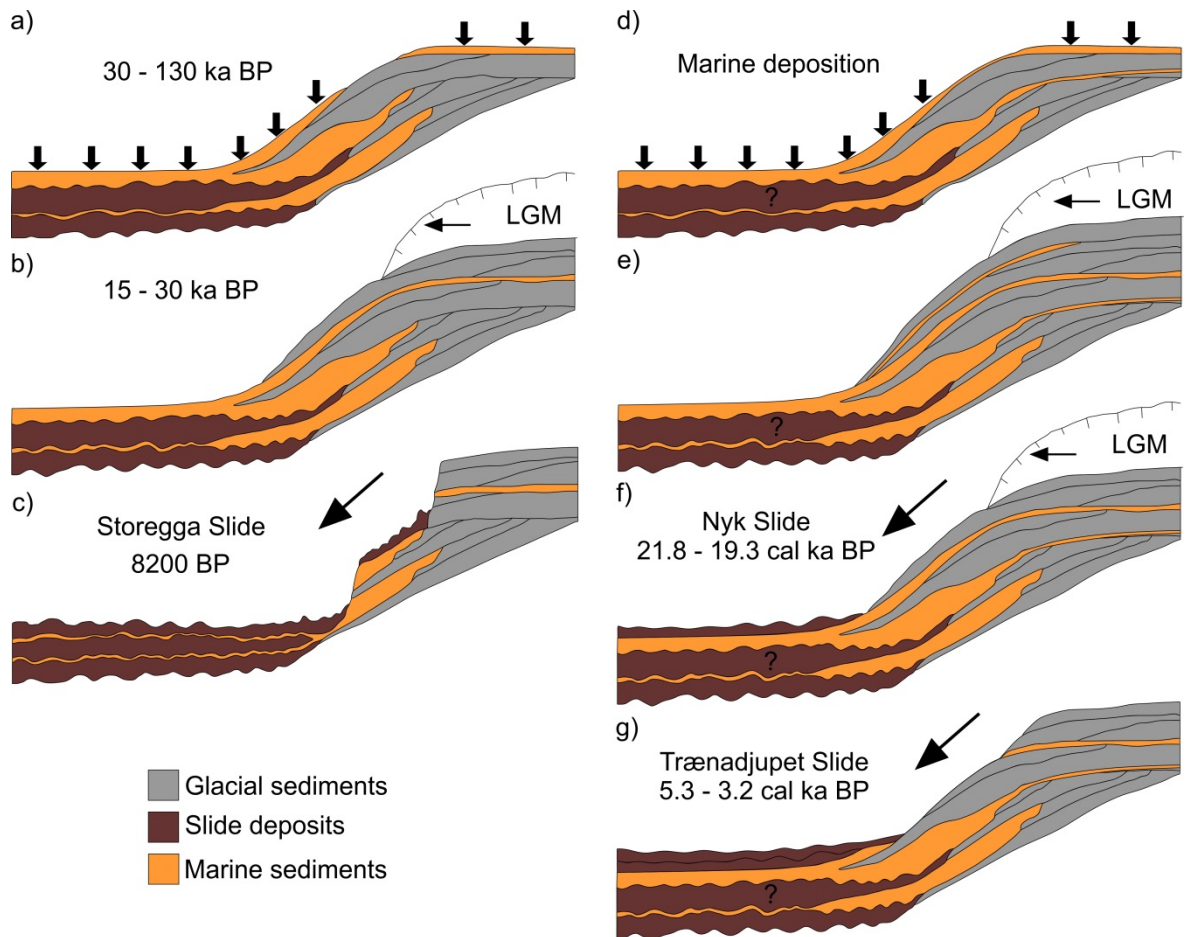 a)
30 - 130 ka BP
b)
LGM
15 - 30 ka BP
c)
Storegga Slide
8200 BP
Glacial sediments
Slide deposits
Marine sediments
d)
Marine deposition
?
e)
LGM
?
f)
LGM
Nyk Slide
21.8 - 19.3 cal ka BP
?
g)
Trænadjupet Slide
5.3 - 3.2 cal ka BP
?